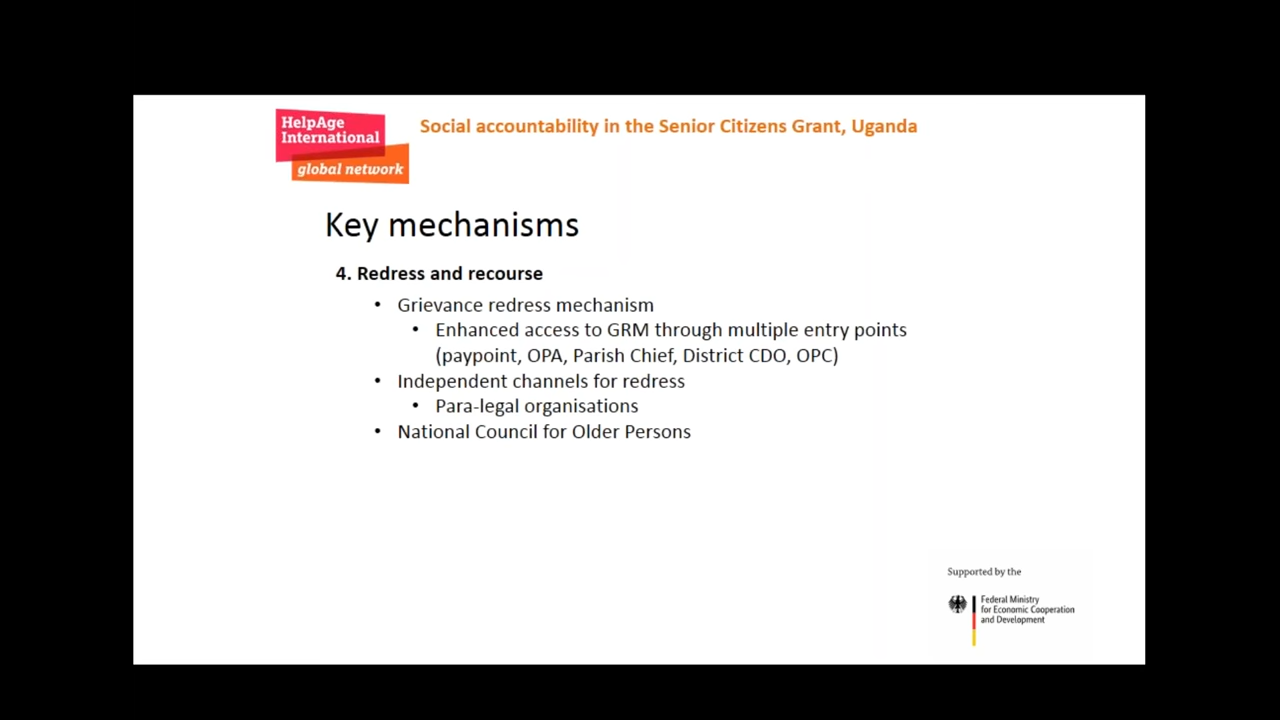 HelpAge
International
global network
Social accountability in the Senior Citizens Grant, Uganda
Key mechanisms
4. Redress and recourse
• Grievance redress mechanism
• Enhanced access to GRM through multiple entry points
(paypoint, OPA, Parish Chief, District CDO, OPC)
• Independent channels for redress
• Para-legal organisations
• National Council for Older Persons
Supported by the
Federal Ministry
for Economic Cooperation
and Development